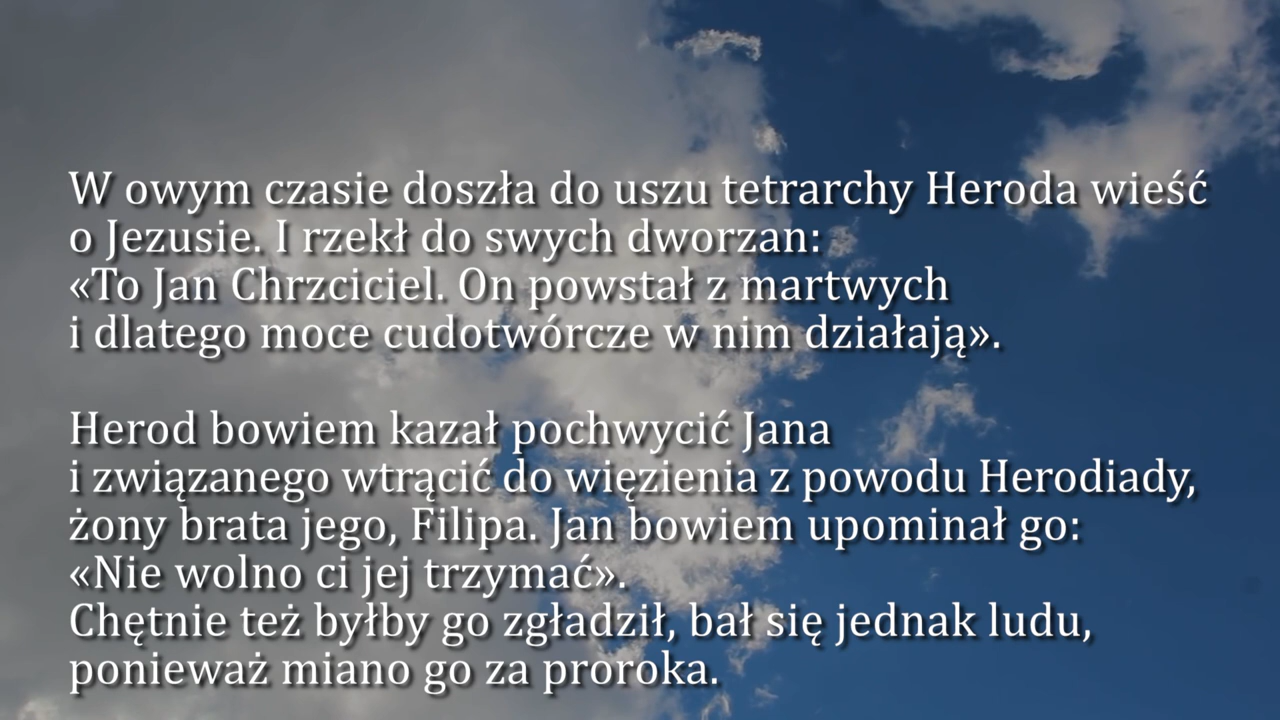 W owym czasie doszła do uszu tetrarchy Heroda wieść
o Jezusie. I rzekł do swych dworzan:
«To Jan Chrzciciel. On powstał z martwych
i dlatego moce cudotwórcze w nim działają».
Herod bowiem kazał pochwycić Jana
i związanego wtrącić do więzienia z powodu Herodiady,
żony brata jego, Filipa. Jan bowiem upominał go:
«Nie wolno ci jej trzymać».
Chętnie też byłby go zgładził, bał się jednak ludu,
ponieważ miano go za proroka.